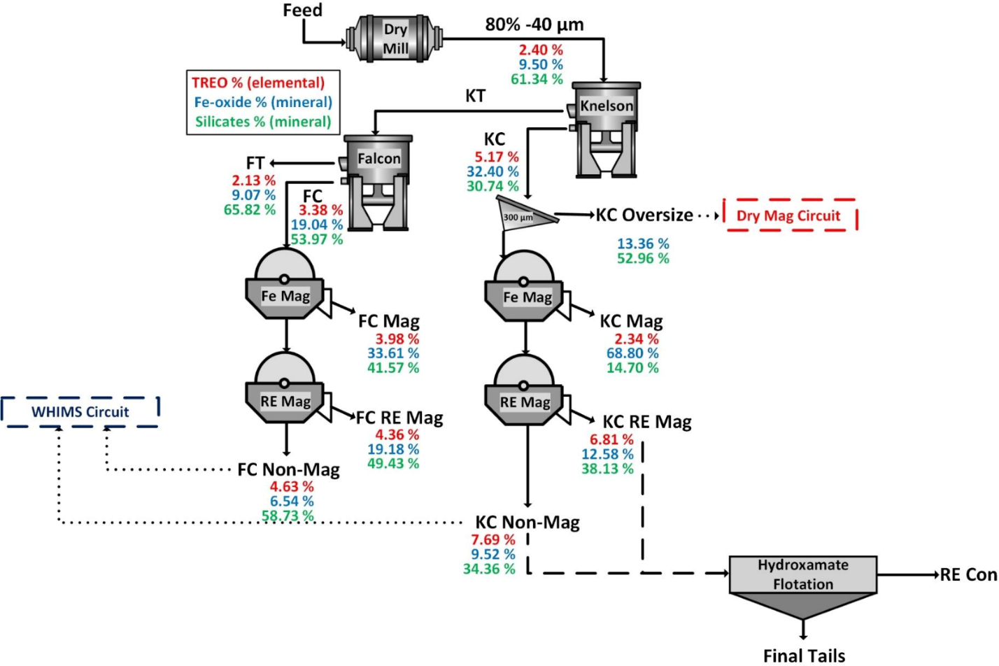 Feed
Dry
Mill
80% -40 µm
2.40 %
9.50 %
61.34 %
TREO % (elemental)
Fe-oxide % (mineral)
Silicates % (mineral)
KT
Knelson
KC
5.17 %
32.40 %
30.74 %
Falcon
FT
2.13 %
9.07 %
65.82 %
FC
3.38 %
19.04 %
53.97 %
300 µm
KC Oversize
Dry Mag Circuit
13.36 %
52.96 %
Fe Mag
FC Mag
3.98 %
33.61 %
41.57 %
Fe Mag
KC Mag
2.34 %
68.80 %
14.70 %
RE Mag
FC RE Mag
4.36 %
19.18 %
49.43 %
RE Mag
KC RE Mag
6.81 %
12.58 %
38.13 %
WHIMS Circuit
FC Non-Mag
4.63 %
6.54 %
58.73 %
KC Non-Mag
7.69 %
9.52 %
34.36 %
Hydroxamate
Flotation
RE Con
Final Tails